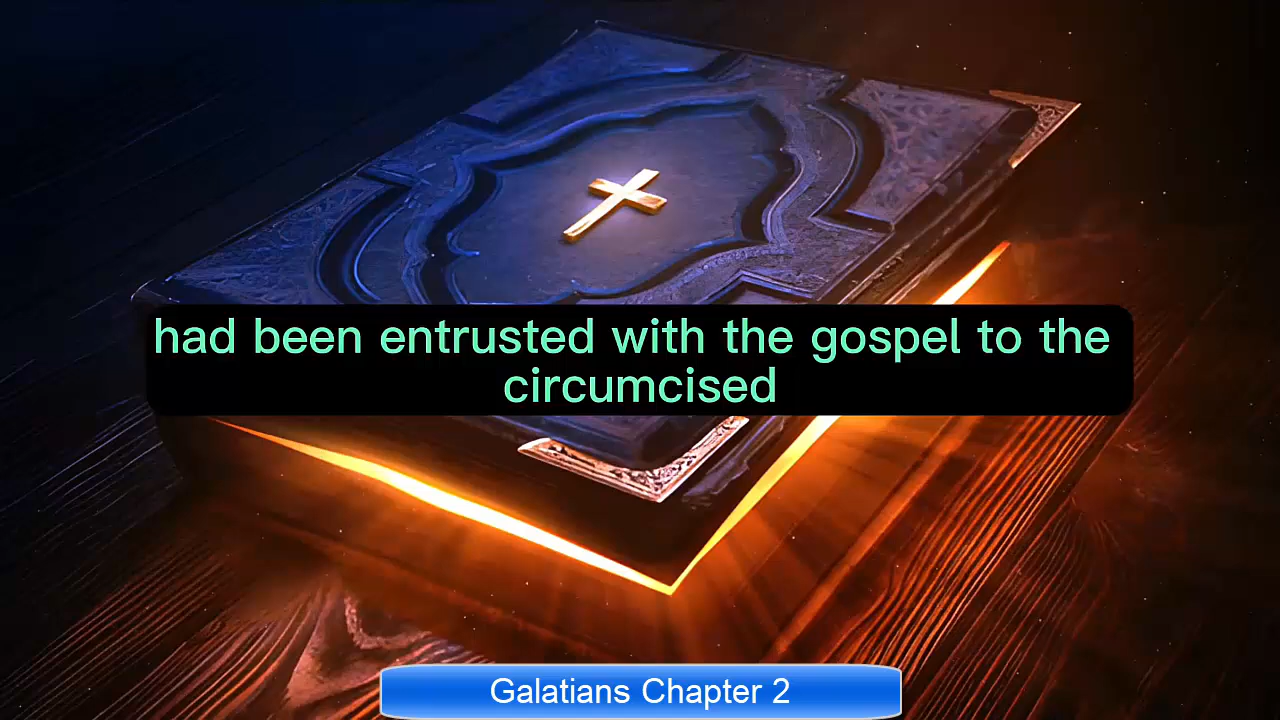 had been entrusted with the gospel to the
circumcised
Galatians Chapter 2